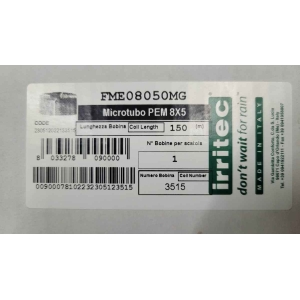 FME08050MG
Microtubo PEM 8X5
CODE
Lunghezza Bobina Coil Length 150
N° Bobine per scatola
8 033278 090000
1
00900078102232305123515
Numero Bobina Coil Number
3515
irritec
don't wait for rain
MADE IN ITALY